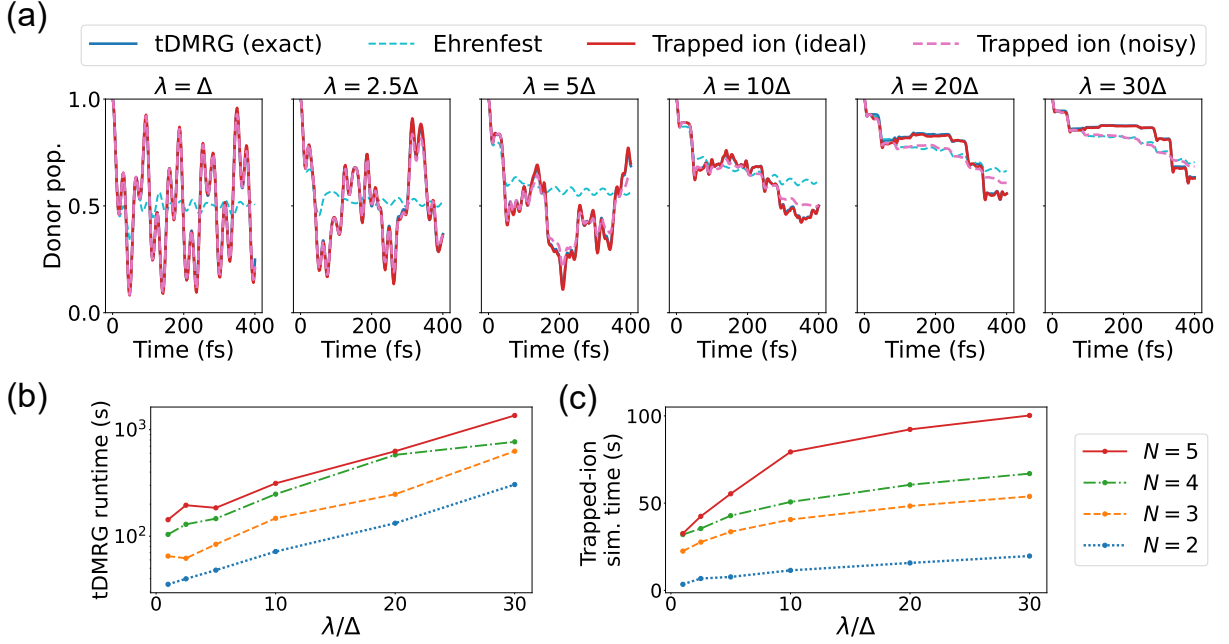 (a)
tDMRG (exact) Ehrenfest Trapped ion (ideal) Trapped ion (noisy)
λ = Δ λ = 2.5Δ λ = 5Δ λ = 10Δ λ = 20Δ λ = 30Δ
Donor pop.
1.0
0.5
0.0
0 200 400 0 200 400 0 200 400 0 200 400 0 200 400 0 200 400
Time (fs) Time (fs) Time (fs) Time (fs) Time (fs) Time (fs)
(b)
tDMRG runtime (s)
10³
10²
0 10 20 30
λ/Δ
(c)
Trapped-ion
sim. time (s)
100
50
0
0 10 20 30
λ/Δ
N = 5
N = 4
N = 3
N = 2